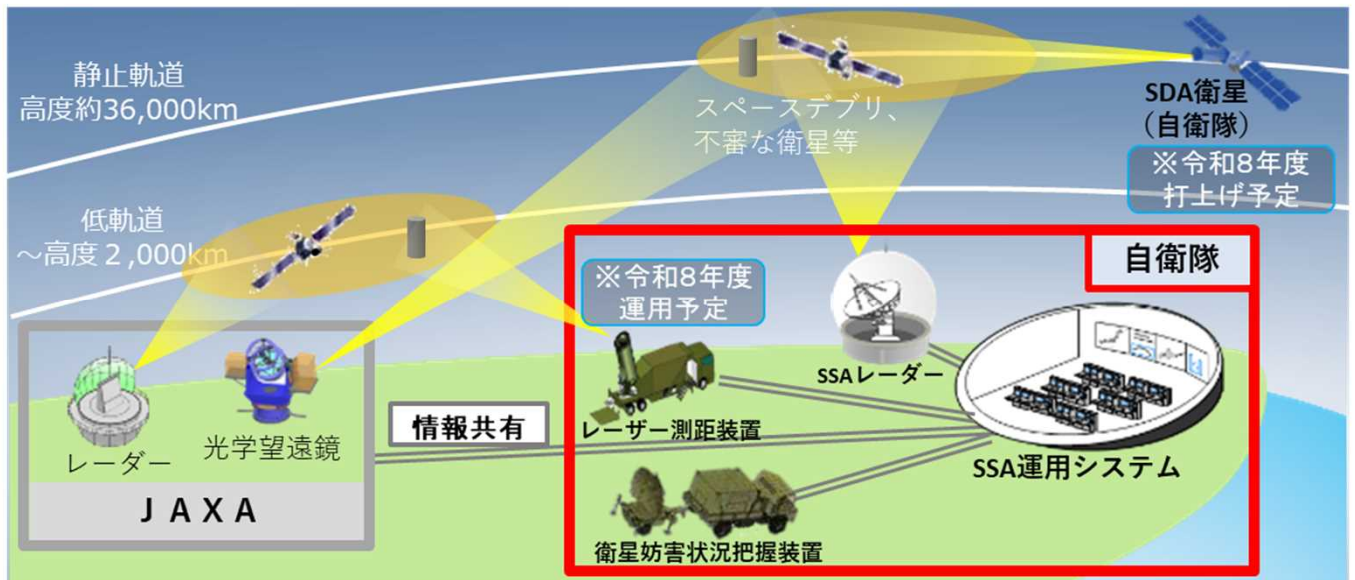 静止軌道
高度約36,000km
スペースデブリ、
不審な衛星等
SDA衛星
（自衛隊）
※令和８年度
打上げ予定
低軌道
～高度２,000km
自衛隊
※令和８年度
運用予定
SSAレーダー
レーザー測距装置
情報共有
レーダー
光学望遠鏡
ＪＡＸＡ
SSA運用システム
衛星妨害状況把握装置